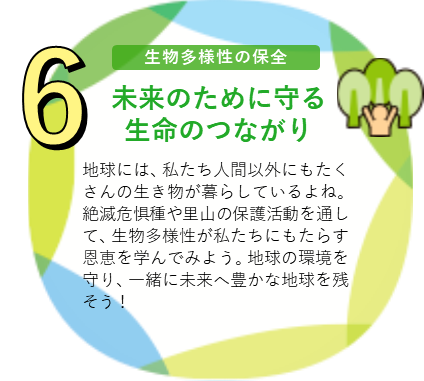 6
生物多様性の保全
未来のために守る
生命のつながり
地球には、私たち人間以外にもたく
さんの生き物が暮らしているよね。
絶滅危惧種や里山の保護活動を通し
て、生物多様性が私たちにもたらす
恩恵を学んでみよう。地球の環境を
守り、一緒に未来へ豊かな地球を残
そう！